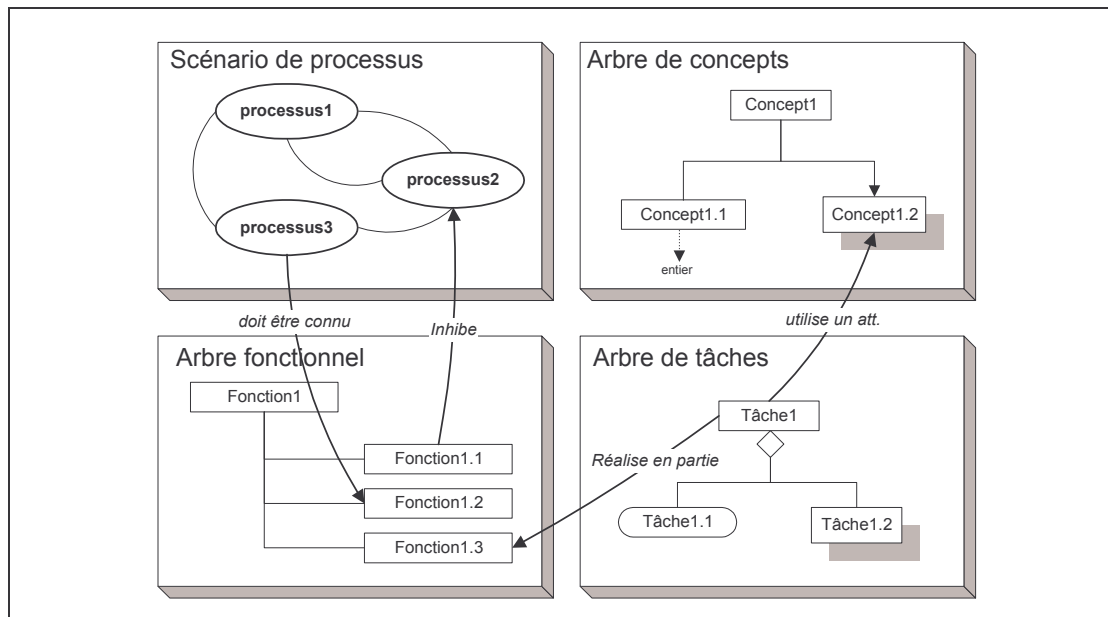 Scénario de processus
processus1
processus2
processus3
Arbre de concepts
Concept1
Concept1.1
Concept1.2
entier
doit être connu
Inhibe
utilise un att.
Arbre fonctionnel
Fonction1
Fonction1.1
Fonction1.2
Fonction1.3
Arbre de tâches
Tâche1
Réalise en partie
Tâche1.1
Tâche1.2